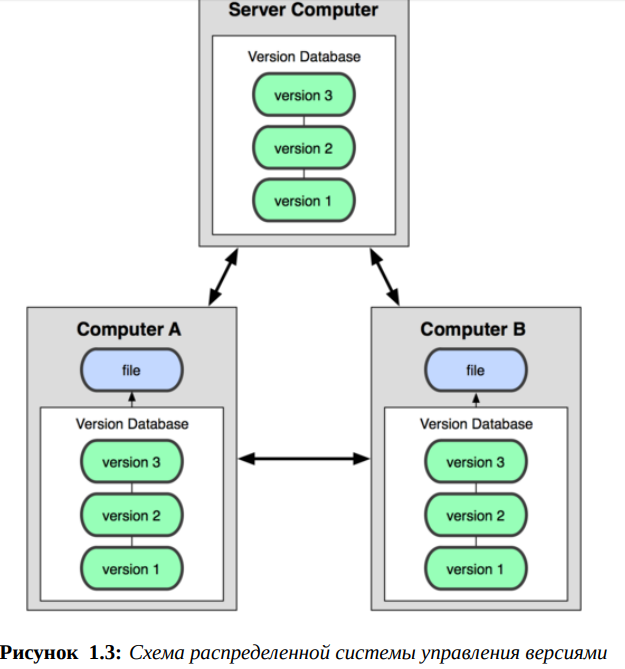 Server Computer
Version Database
version 3
version 2
version 1
Computer A
file
Version Database
version 3
version 2
version 1
Computer B
file
Version Database
version 3
version 2
version 1
Рисунок 1.3: Схема распределенной системы управления версиями